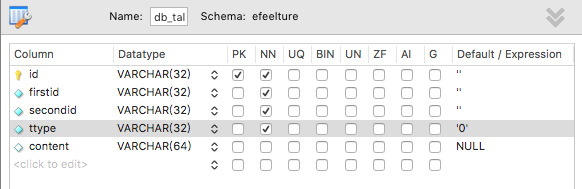 Name: db_tal Schema: efeelture
Column Datatype PK NN UQ BIN UN ZF AI G Default / Expression
id VARCHAR(32) ''
firstid VARCHAR(32) ''
secondid VARCHAR(32) ''
ttype VARCHAR(32) '0'
content VARCHAR(64) NULL
<click to edit>